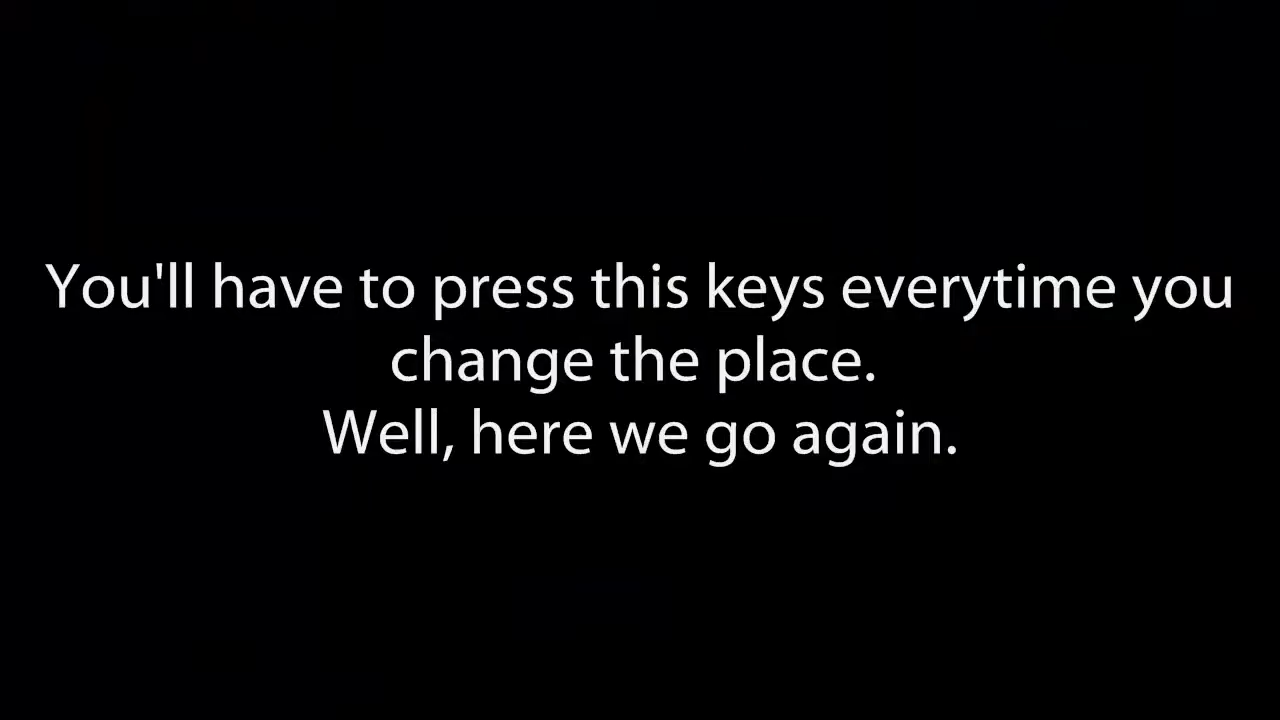 You'll have to press this keys everytime you
change the place.
Well, here we go again.